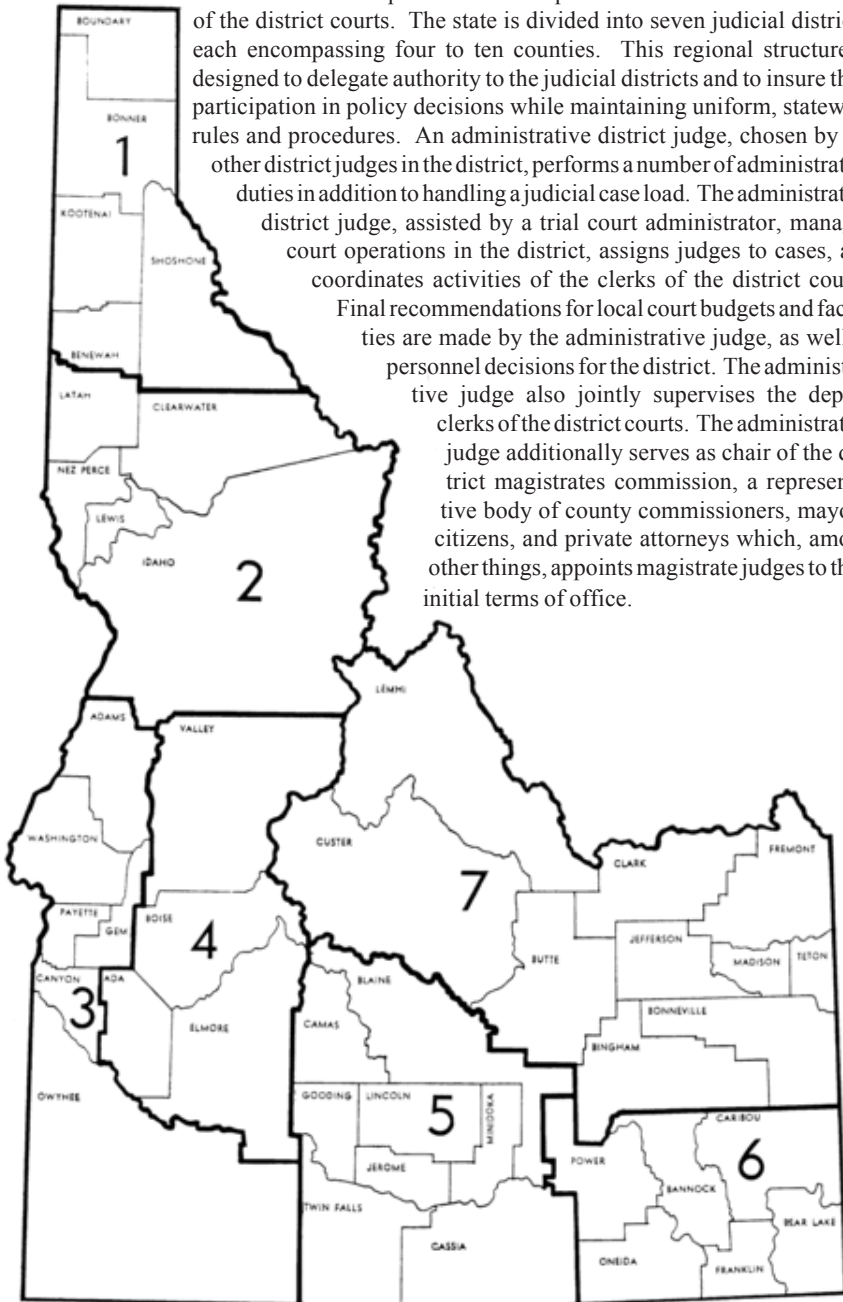 of the district courts. The state is divided into seven judicial distri
each encompassing four to ten counties. This regional structure
designed to delegate authority to the judicial districts and to insure th
participation in policy decisions while maintaining uniform, statew
rules and procedures. An administrative district judge, chosen by
other district judges in the district, performs a number of administrat
duties in addition to handling a judicial case load. The administrat
district judge, assisted by a trial court administrator, mana
court operations in the district, assigns judges to cases, a
coordinates activities of the clerks of the district cou
Final recommendations for local court budgets and fac
ties are made by the administrative judge, as well
personnel decisions for the district. The administ
tive judge also jointly supervises the dep
clerks of the district courts. The administrat
judge additionally serves as chair of the d
trict magistrates commission, a represen
tive body of county commissioners, mayo
citizens, and private attorneys which, amo
other things, appoints magistrate judges to th
initial terms of office.
BOUNDARY
BONNER
1
KOOTENAI
SHOSHONE
BENEWAH
LATAH
CLEARWATER
NEZ PERCE
LEWIS
IDAHO
2
LEMHI
ADAMS
VALLEY
WASHINGTON
CUSTER
CLARK
FREMONT
7
PAYETTE
GEM
BOISE
4
JEFFERSON
MADISON
TETON
BUTTE
CANYON
ADA
3
BLAINE
ELMORE
CAMAS
BONNEVILLE
BINGHAM
OWYHEE
GOODING
LINCOLN
5
MINIDOKA
JEROME
CARIBOU
POWER
6
BANNOCK
TWIN FALLS
BEAR LAKE
CASSIA
ONEIDA
FRANKLIN